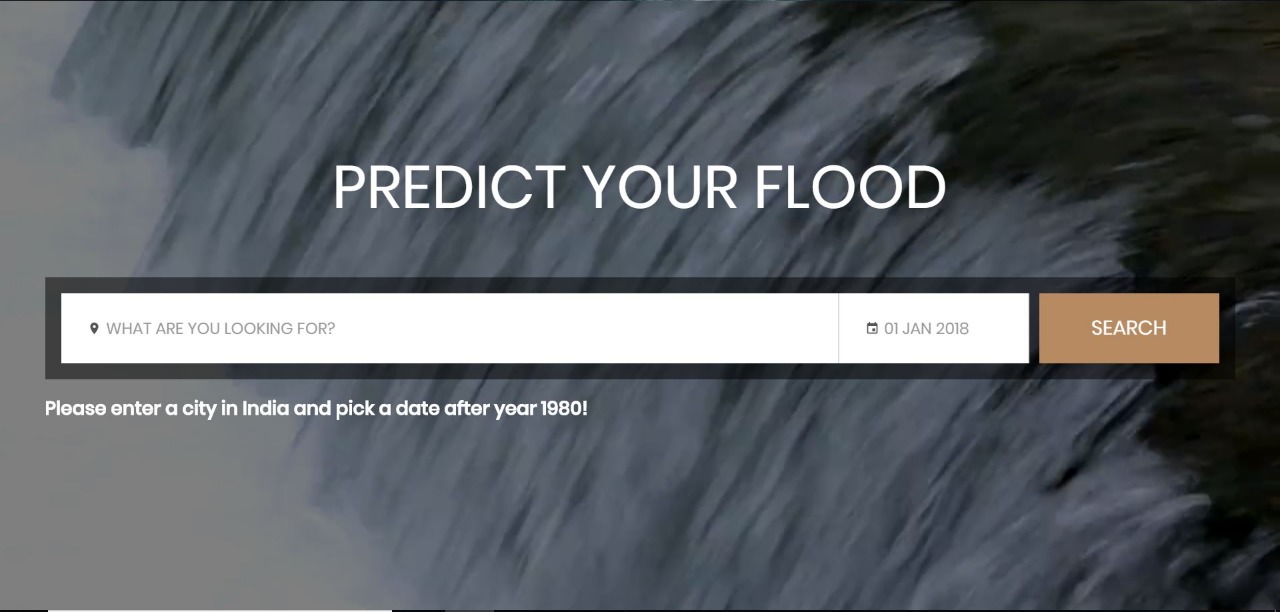 PREDICT YOUR FLOOD
WHAT ARE YOU LOOKING FOR?
01 JAN 2018
SEARCH
Please enter a city in India and pick a date after year 1980!